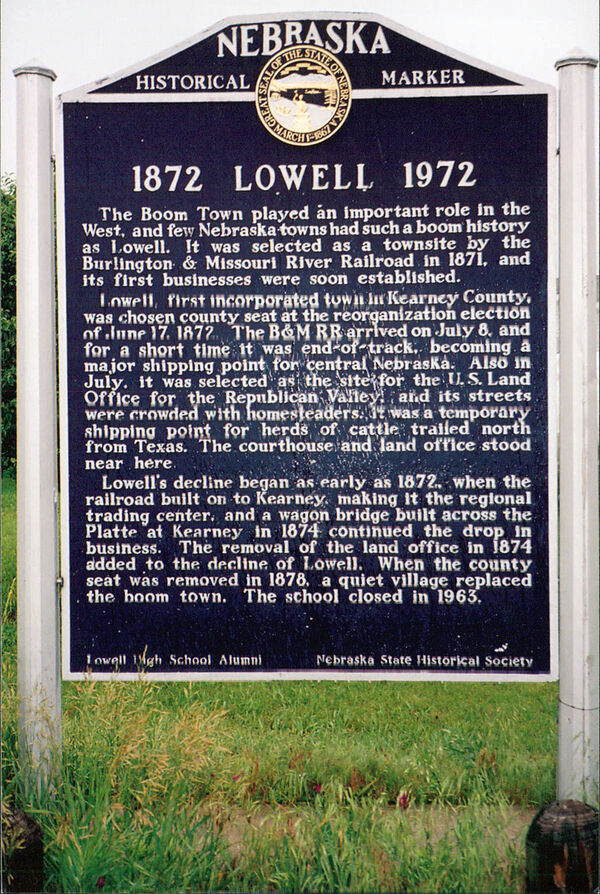 NEBRASKA
HISTORICAL MARKER
GREAT SEAL OF THE STATE OF NEBRASKA
MARCH 1ST 1867
1872 LOWELL 1972
The Boom Town played an important role in the
West, and few Nebraska towns had such a boom history
as Lowell. It was selected as a townsite by the
Burlington & Missouri River Railroad in 1871, and
its first businesses were soon established.
Lowell, first incorporated town in Kearney County,
was chosen county seat at the reorganization election
of June 17, 1872. The B&M RR arrived on July 8, and
for a short time it was end-of-track, becoming a
major shipping point for central Nebraska. Also in
July, it was selected as the site for the U.S. Land
Office for the Republican Valley, and its streets
were crowded with homesteaders. It was a temporary
shipping point for herds of cattle trailed north
from Texas. The courthouse and land office stood
near here
Lowell's decline began as early as 1872, when the
railroad built on to Kearney, making it the regional
trading center, and a wagon bridge built across the
Platte at Kearney in 1874 continued the drop in
business. The removal of the land office in 1874
added to the decline of Lowell. When the county
seat was removed in 1878, a quiet village replaced
the boom town. The school closed in 1963.
Lowell High School Alumni Nebraska State Historical Society